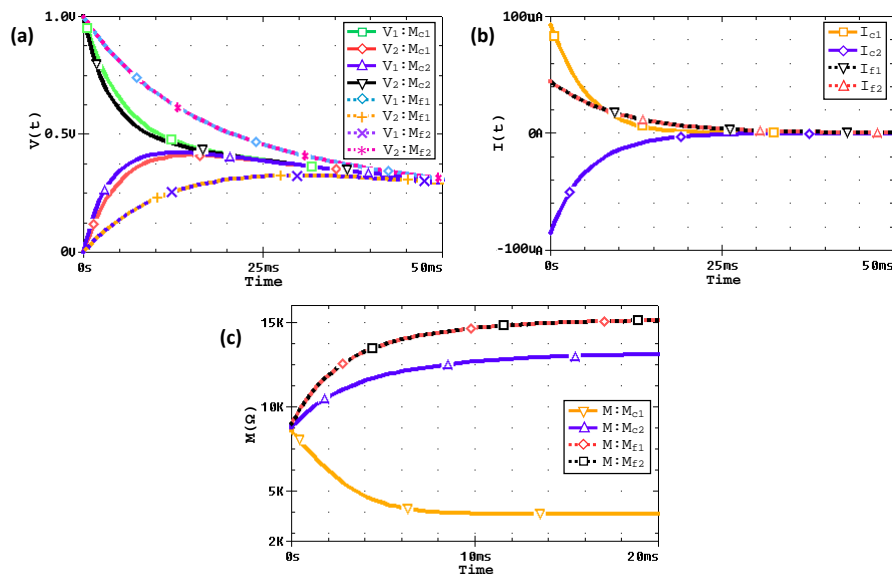 (a)
1.0V
0.5V
0V
V(t)
0s
25ms
50ms
Time
V1:Mc1
V2:Mc1
V1:Mc2
V2:Mc2
V1:Mf1
V2:Mf1
V1:Mf2
V2:Mf2
(b)
100uA
0A
-100uA
I(t)
0s
25ms
50ms
Time
Ic1
Ic2
If1
If2
(c)
15K
10K
5K
2K
M(Ω)
0s
10ms
20ms
Time
M:Mc1
M:Mc2
M:Mf1
M:Mf2